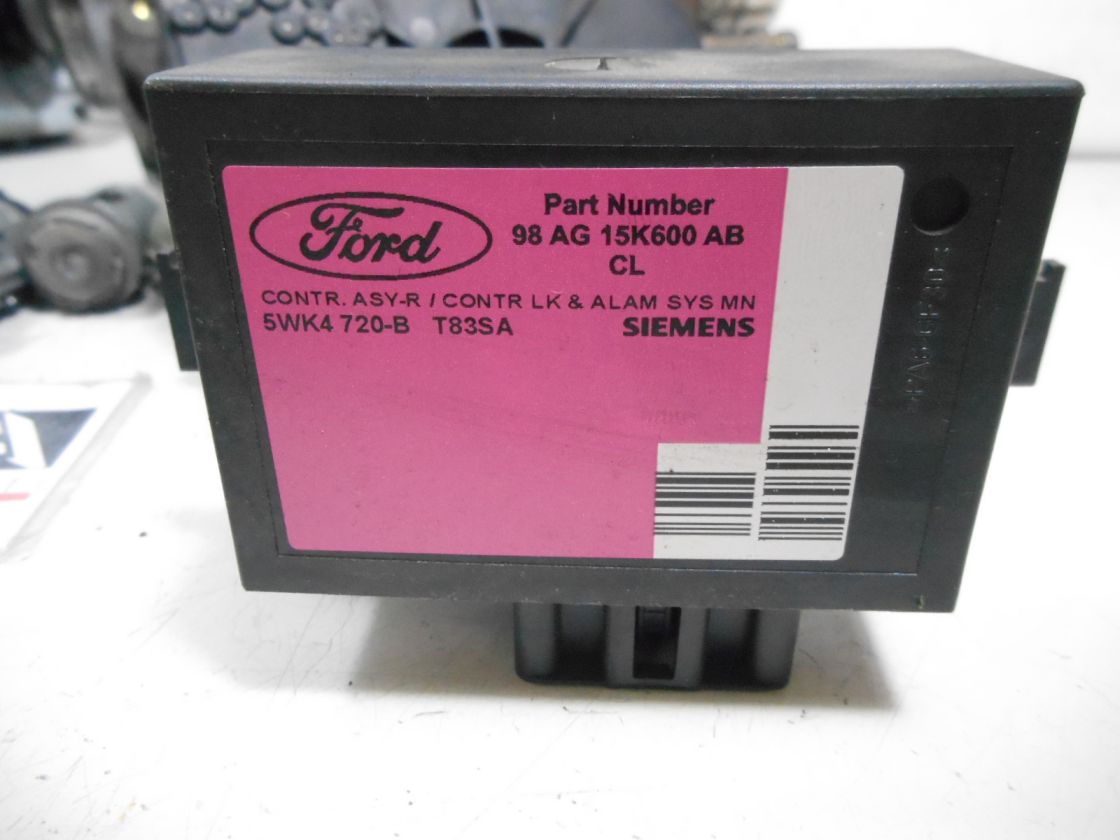 Ford
Part Number
98 AG 15K600 AB
CL
CONTR. ASY-R / CONTR LK & ALAM SYS MN
5WK4 720-B T83SA
SIEMENS